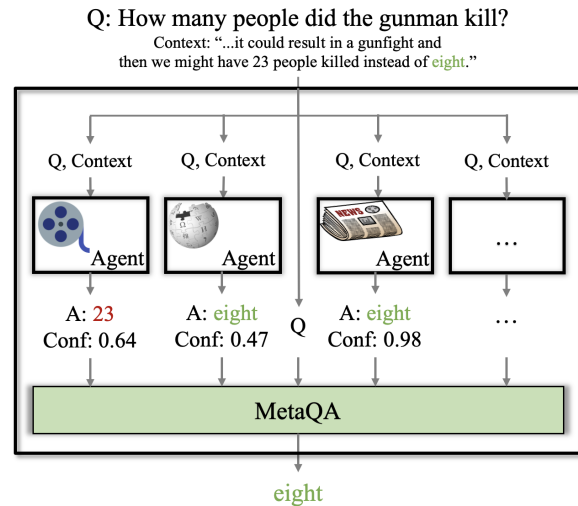 Q: How many people did the gunman kill?
Context: “...it could result in a gunfight and
then we might have 23 people killed instead of eight.”
Q, Context
Q, Context
Q, Context
Q, Context
Agent
Agent
NEWS
Agent
...
A: 23
Conf: 0.64
A: eight
Conf: 0.47
Q
A: eight
Conf: 0.98
...
MetaQA
eight